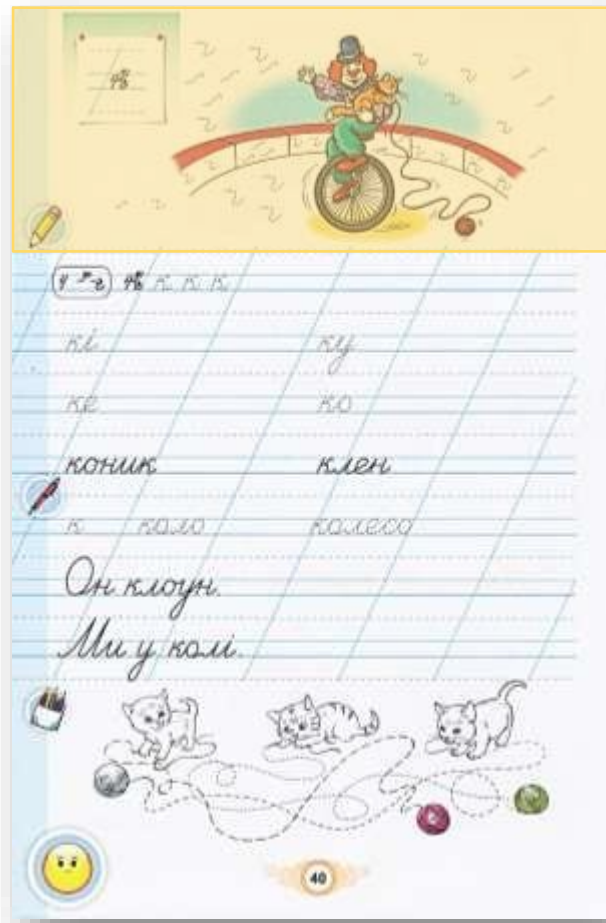 к
к к к к
кі ку
ке ко
коник клен
к коло колесо
Он клоун.
Ми у колі.
40